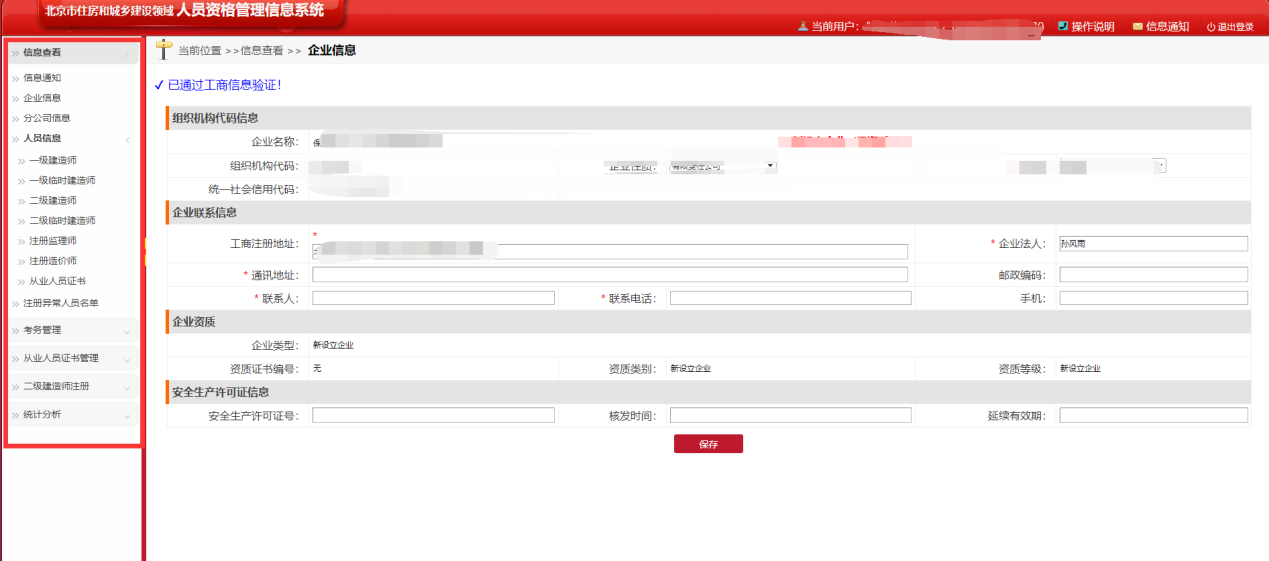 北京市住房和城乡建设领域 人员资格管理信息系统
当前用户： 操作说明 信息通知 退出登录
信息查看
信息通知
企业信息
分公司信息
人员信息
一级建造师
一级临时建造师
二级建造师
二级临时建造师
注册监理师
注册造价师
从业人员证书
注册异常人员名单
考务管理
从业人员证书管理
二级建造师注册
统计分析
当前位置 >>信息查看 >> 企业信息
✓ 已通过工商信息验证!
组织机构代码信息
企业名称：
组织机构代码： 企业性质： 有限责任公司
统一社会信用代码：
企业联系信息
*
工商注册地址： * 企业法人： 孙凤雨
* 通讯地址： 邮政编码：
* 联系人： * 联系电话： 手机：
企业资质
企业类型： 新设立企业
资质证书编号： 无 资质类别： 新设立企业 资质等级： 新设立企业
安全生产许可证信息
安全生产许可证号： 核发时间： 延续有效期：
保存